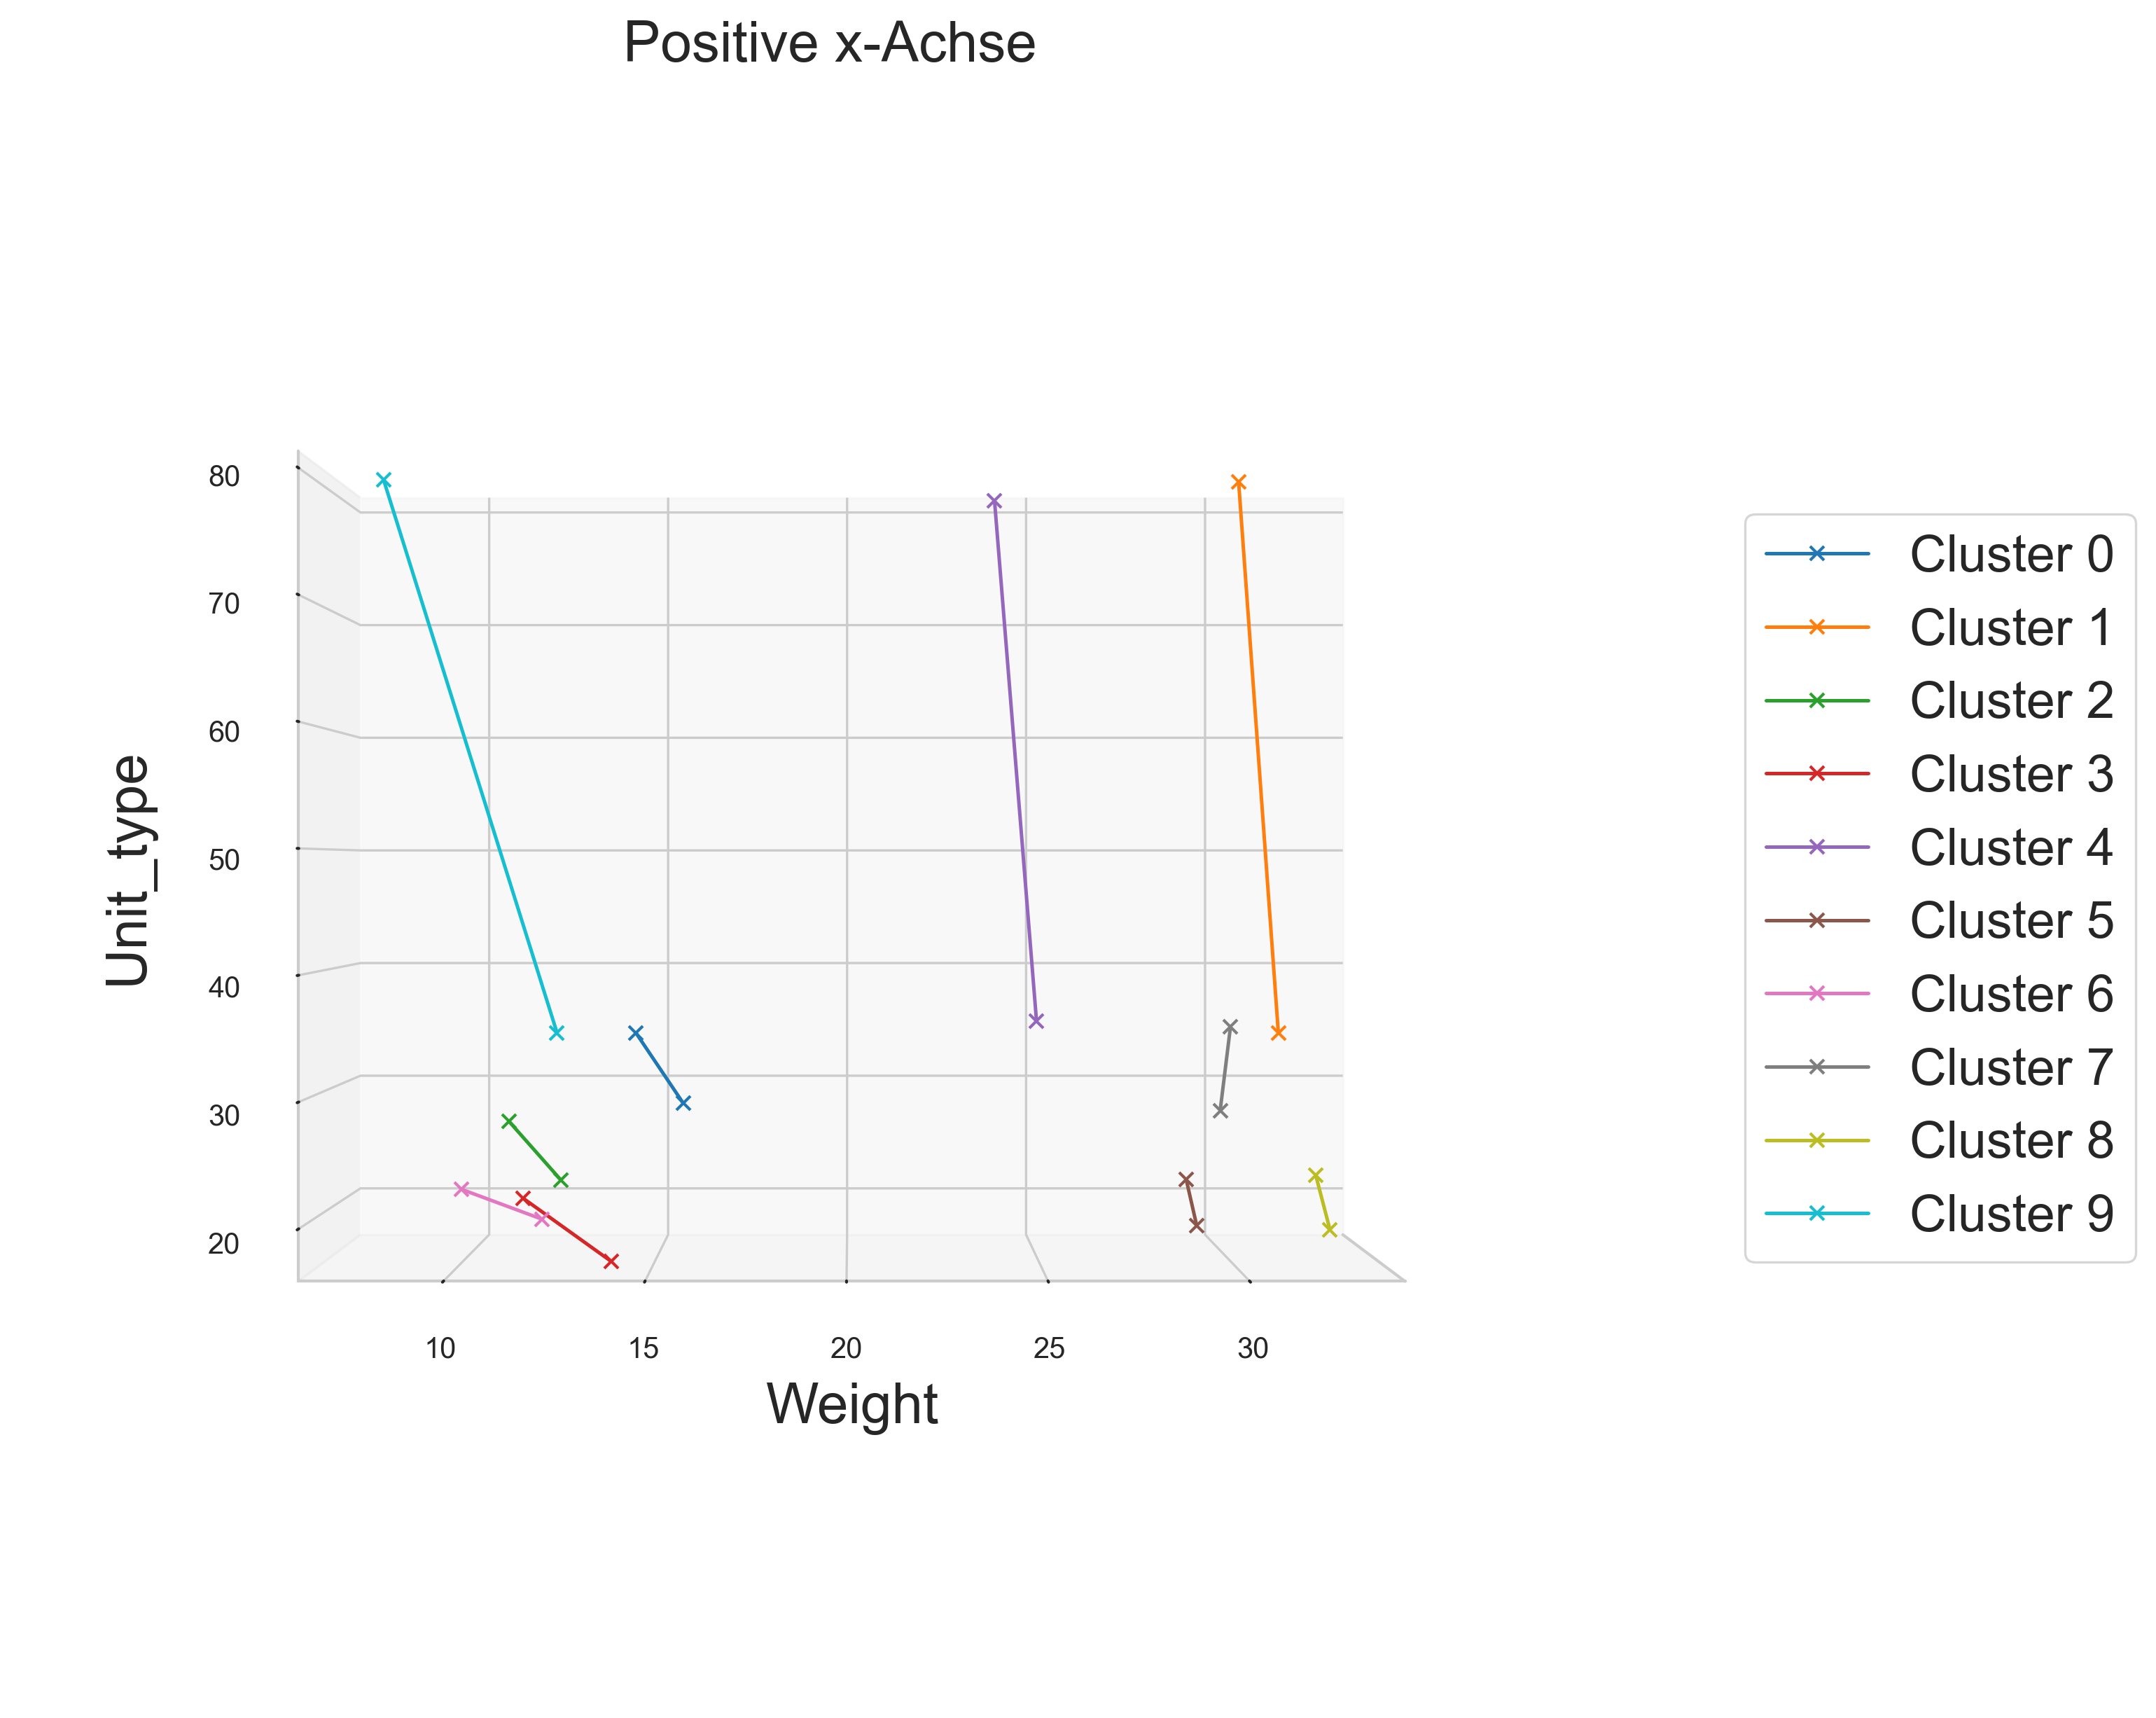 Positive x-Achse
80
70
60
50
40
30
20
Unit_type
10 15 20 25 30
Weight
Cluster 0
Cluster 1
Cluster 2
Cluster 3
Cluster 4
Cluster 5
Cluster 6
Cluster 7
Cluster 8
Cluster 9